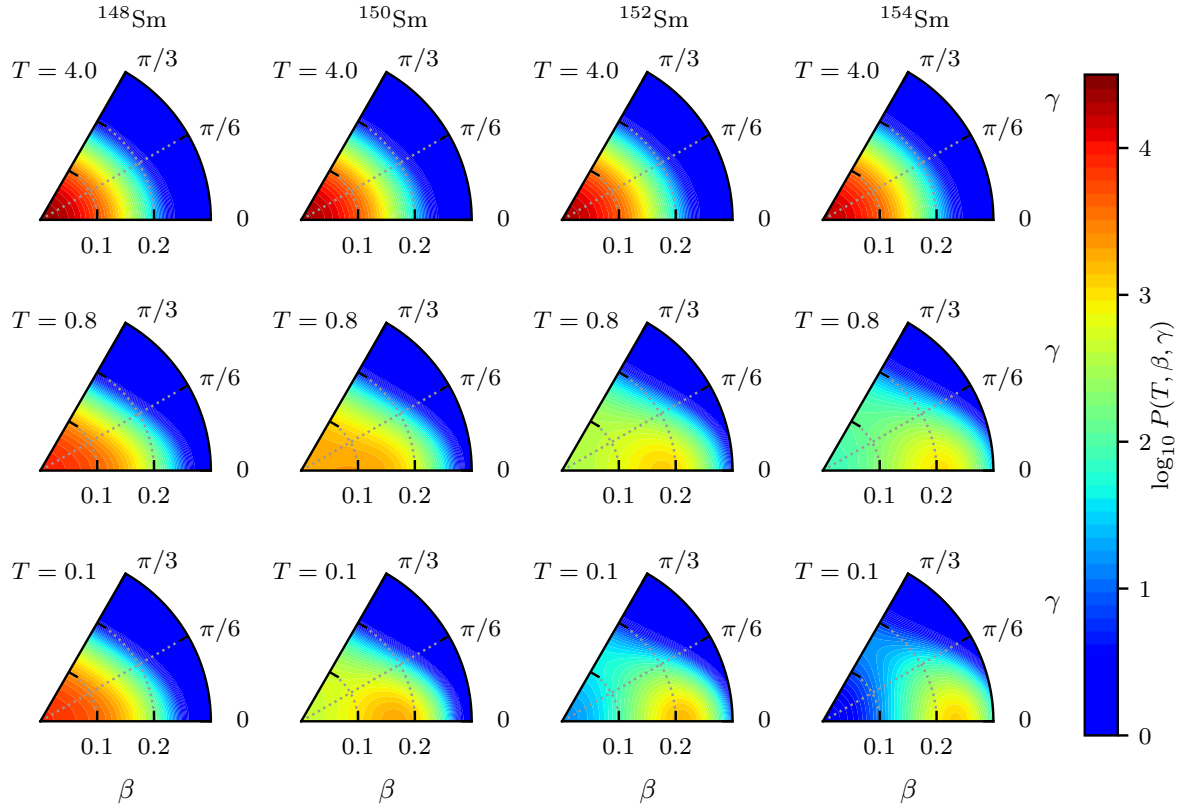 ¹⁴⁸Sm ¹⁵⁰Sm ¹⁵²Sm ¹⁵⁴Sm
T = 4.0 π/3 T = 4.0 π/3 T = 4.0 π/3 T = 4.0 π/3
γ
π/6 π/6 π/6 π/6
0 0 0 0
0.1 0.2 0.1 0.2 0.1 0.2 0.1 0.2
T = 0.8 π/3 T = 0.8 π/3 T = 0.8 π/3 T = 0.8 π/3
γ
π/6 π/6 π/6 π/6
0 0 0 0
0.1 0.2 0.1 0.2 0.1 0.2 0.1 0.2
T = 0.1 π/3 T = 0.1 π/3 T = 0.1 π/3 T = 0.1 π/3
γ
π/6 π/6 π/6 π/6
0 0 0 0
0.1 0.2 0.1 0.2 0.1 0.2 0.1 0.2
β β β β
4
3
2
1
0
log₁₀ P(T, β, γ)